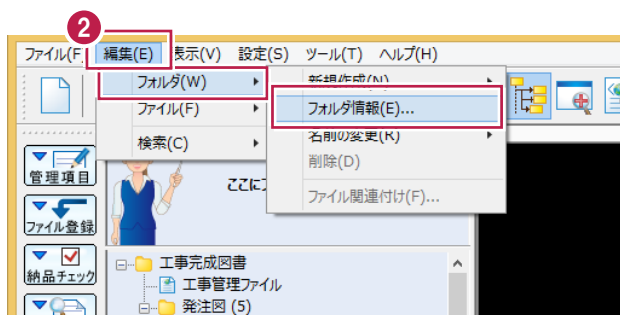 2
ファイル(F) 編集(E) 表示(V) 設定(S) ツール(T) ヘルプ(H)
フォルダ(W)
ファイル(F)
検索(C)
新規作成(N)
フォルダ情報(E)...
名前の変更(R)
削除(D)
ファイル関連付け(F)...
管理項目
ファイル登録
納品チェック
ここに
工事完成図書
工事管理ファイル
発注図 (5)